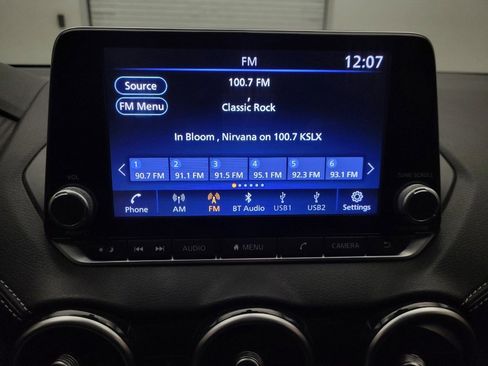 FM 12:07
Source
100.7 FM
FM Menu
Classic Rock
In Bloom , Nirvana on 100.7 KSLX
1 2 3 4 5 6
90.7 FM 91.1 FM 91.5 FM 95.1 FM 92.3 FM 93.1 FM
Phone AM FM BT Audio USB1 USB2 Settings
VOL
TUNE SCROLL
AUDIO MENU CAMERA